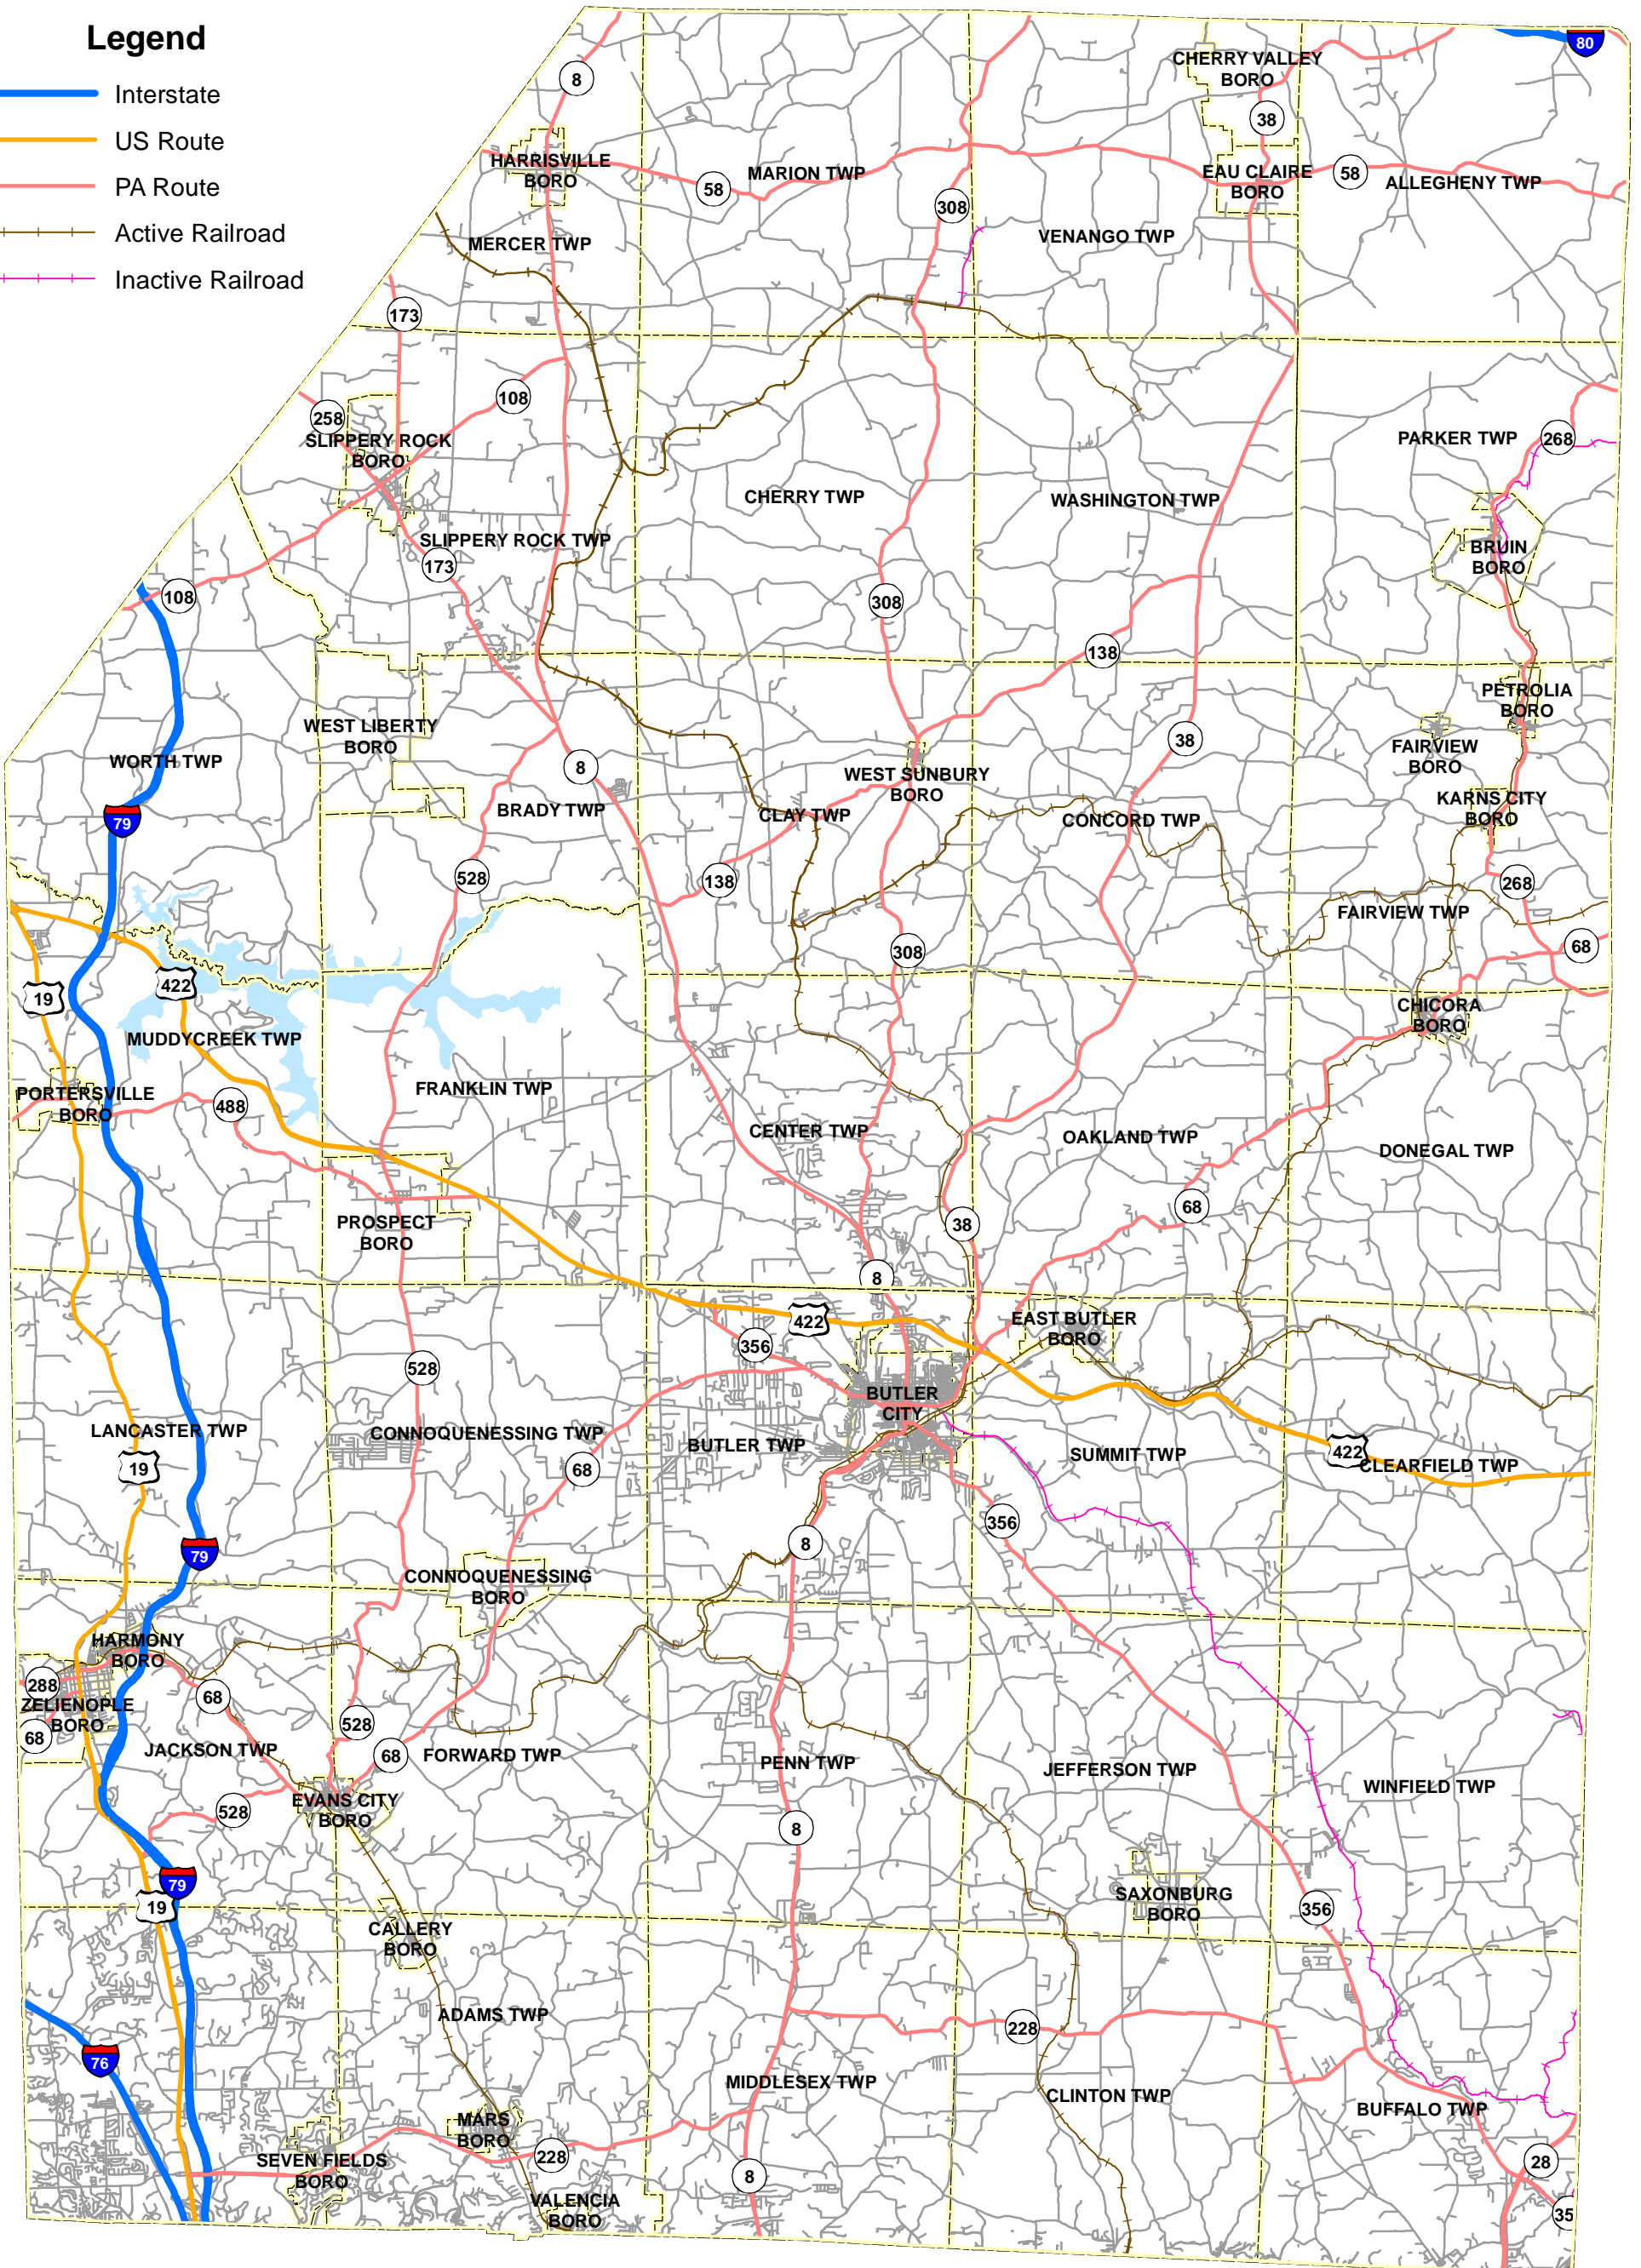 Legend
Interstate
US Route
PA Route
Active Railroad
Inactive Railroad
80
8
CHERRY VALLEY
BORO
38
HARRISVILLE
BORO
58
MARION TWP
308
EAU CLAIRE
BORO
58
ALLEGHENY TWP
MERCER TWP
VENANGO TWP
173
108
258
SLIPPERY ROCK
BORO
PARKER TWP
268
CHERRY TWP
WASHINGTON TWP
SLIPPERY ROCK TWP
173
BRUIN
BORO
108
308
138
PETROLIA
BORO
WEST LIBERTY
BORO
38
FAIRVIEW
BORO
WORTH TWP
8
WEST SUNBURY
BORO
79
BRADY TWP
CLAY TWP
CONCORD TWP
KARNS CITY
BORO
528
138
268
FAIRVIEW TWP
308
68
19
422
CHICORA
BORO
MUDDYCREEK TWP
FRANKLIN TWP
PORTERSVILLE
BORO
488
CENTER TWP
OAKLAND TWP
DONEGAL TWP
68
PROSPECT
BORO
38
8
422
EAST BUTLER
BORO
356
528
BUTLER
CITY
LANCASTER TWP
CONNOQUENESSING TWP
BUTLER TWP
SUMMIT TWP
422
CLEARFIELD TWP
19
68
356
79
8
CONNOQUENESSING
BORO
HARMONY
BORO
288
68
ZELIENOPLE
BORO
68
528
JACKSON TWP
68
FORWARD TWP
PENN TWP
JEFFERSON TWP
WINFIELD TWP
528
EVANS CITY
BORO
8
79
19
SAXONBURG
BORO
356
CALLERY
BORO
ADAMS TWP
228
76
MIDDLESEX TWP
CLINTON TWP
BUFFALO TWP
MARS
BORO
228
SEVEN FIELDS
BORO
8
28
VALENCIA
BORO
35